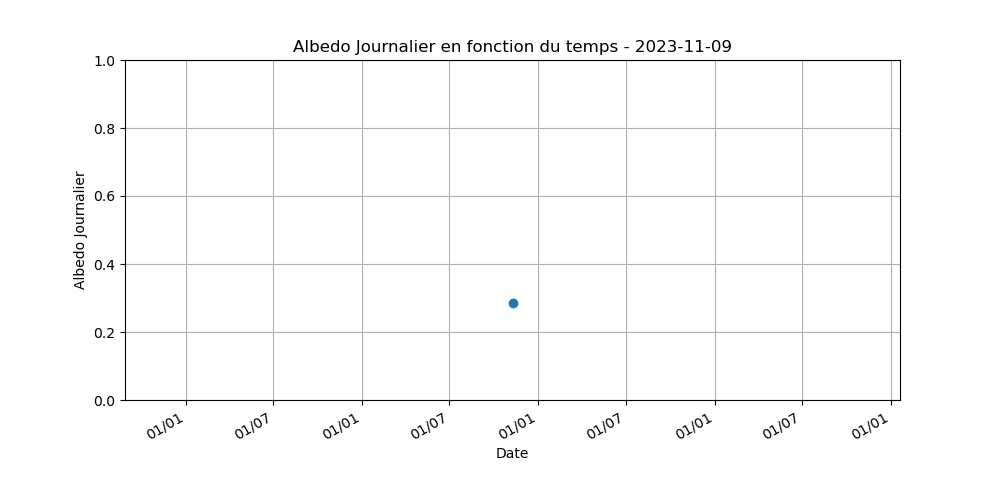 Albedo Journalier en fonction du temps - 2023-11-09
1.0
0.8
0.6
0.4
0.2
0.0
Albedo Journalier
01/01 01/07 01/01 01/07 01/01 01/07 01/01 01/07 01/01
Date